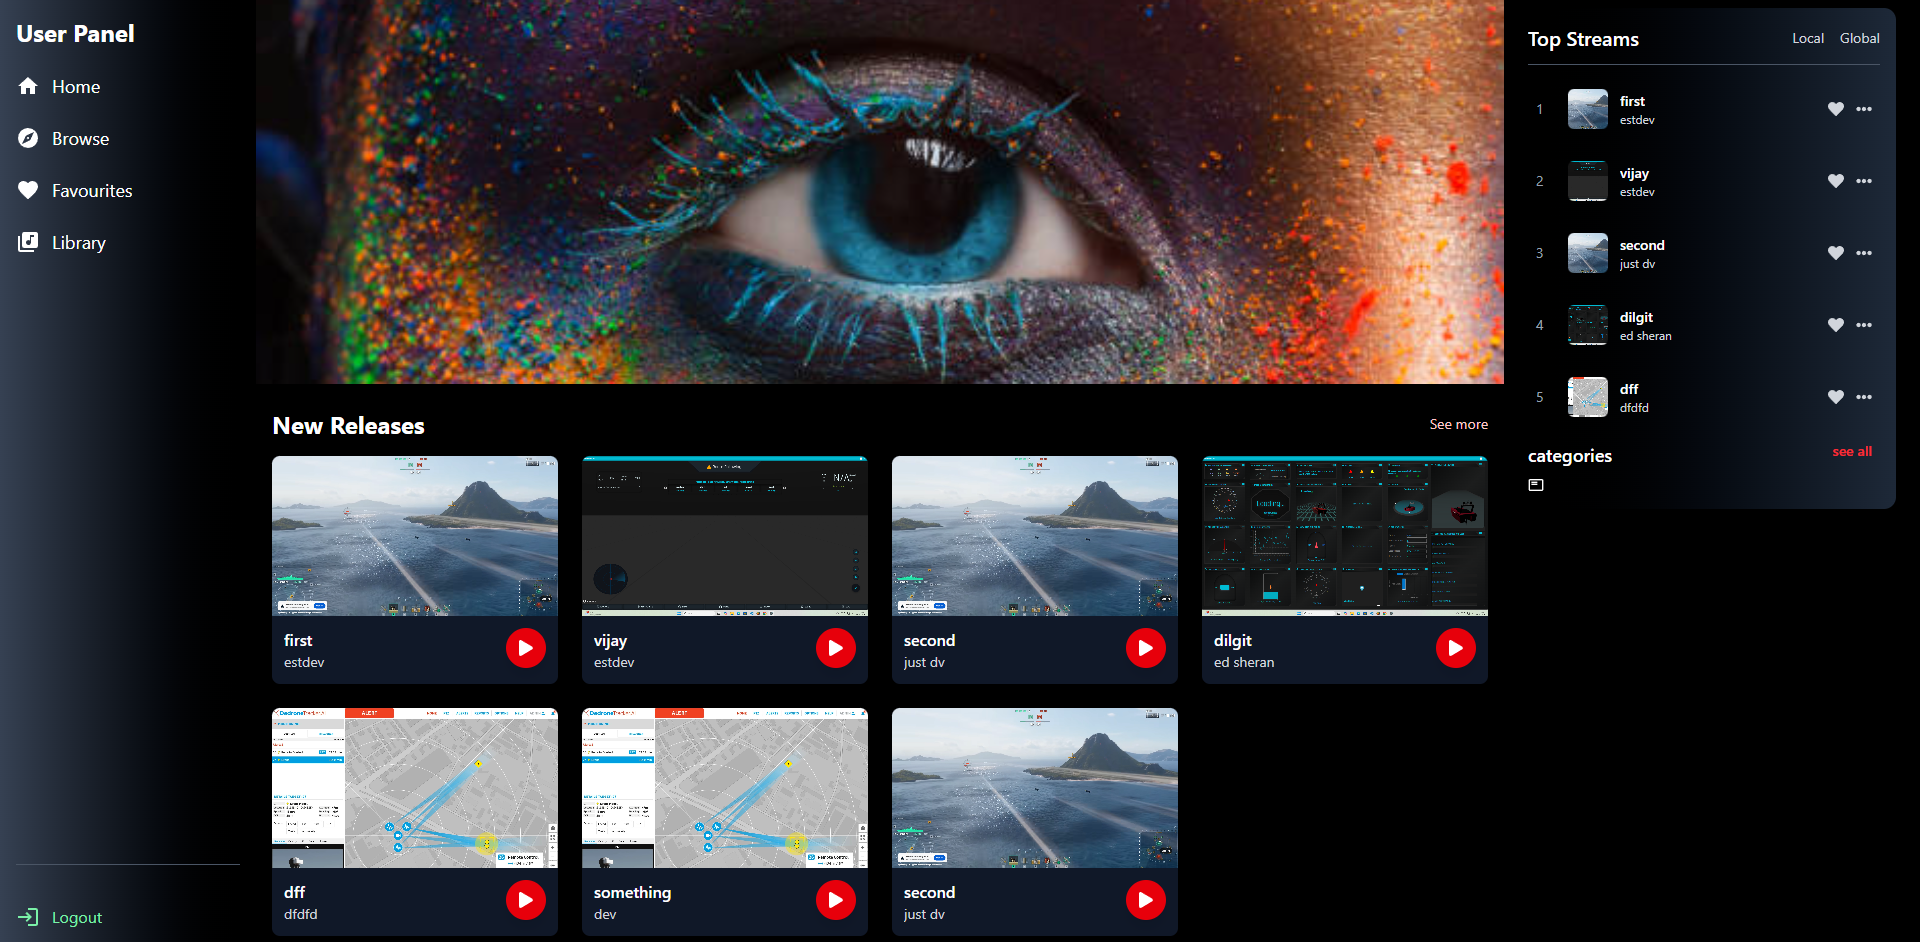 User Panel
Home
Browse
Favourites
Library
Logout
New Releases
See more
first
estdev
vijay
estdev
second
just dv
dilgit
ed sheran
dff
dfdfd
something
dev
second
just dv
Top Streams
Local
Global
1
first
estdev
2
vijay
estdev
3
second
just dv
4
dilgit
ed sheran
5
dff
dfdfd
categories
see all